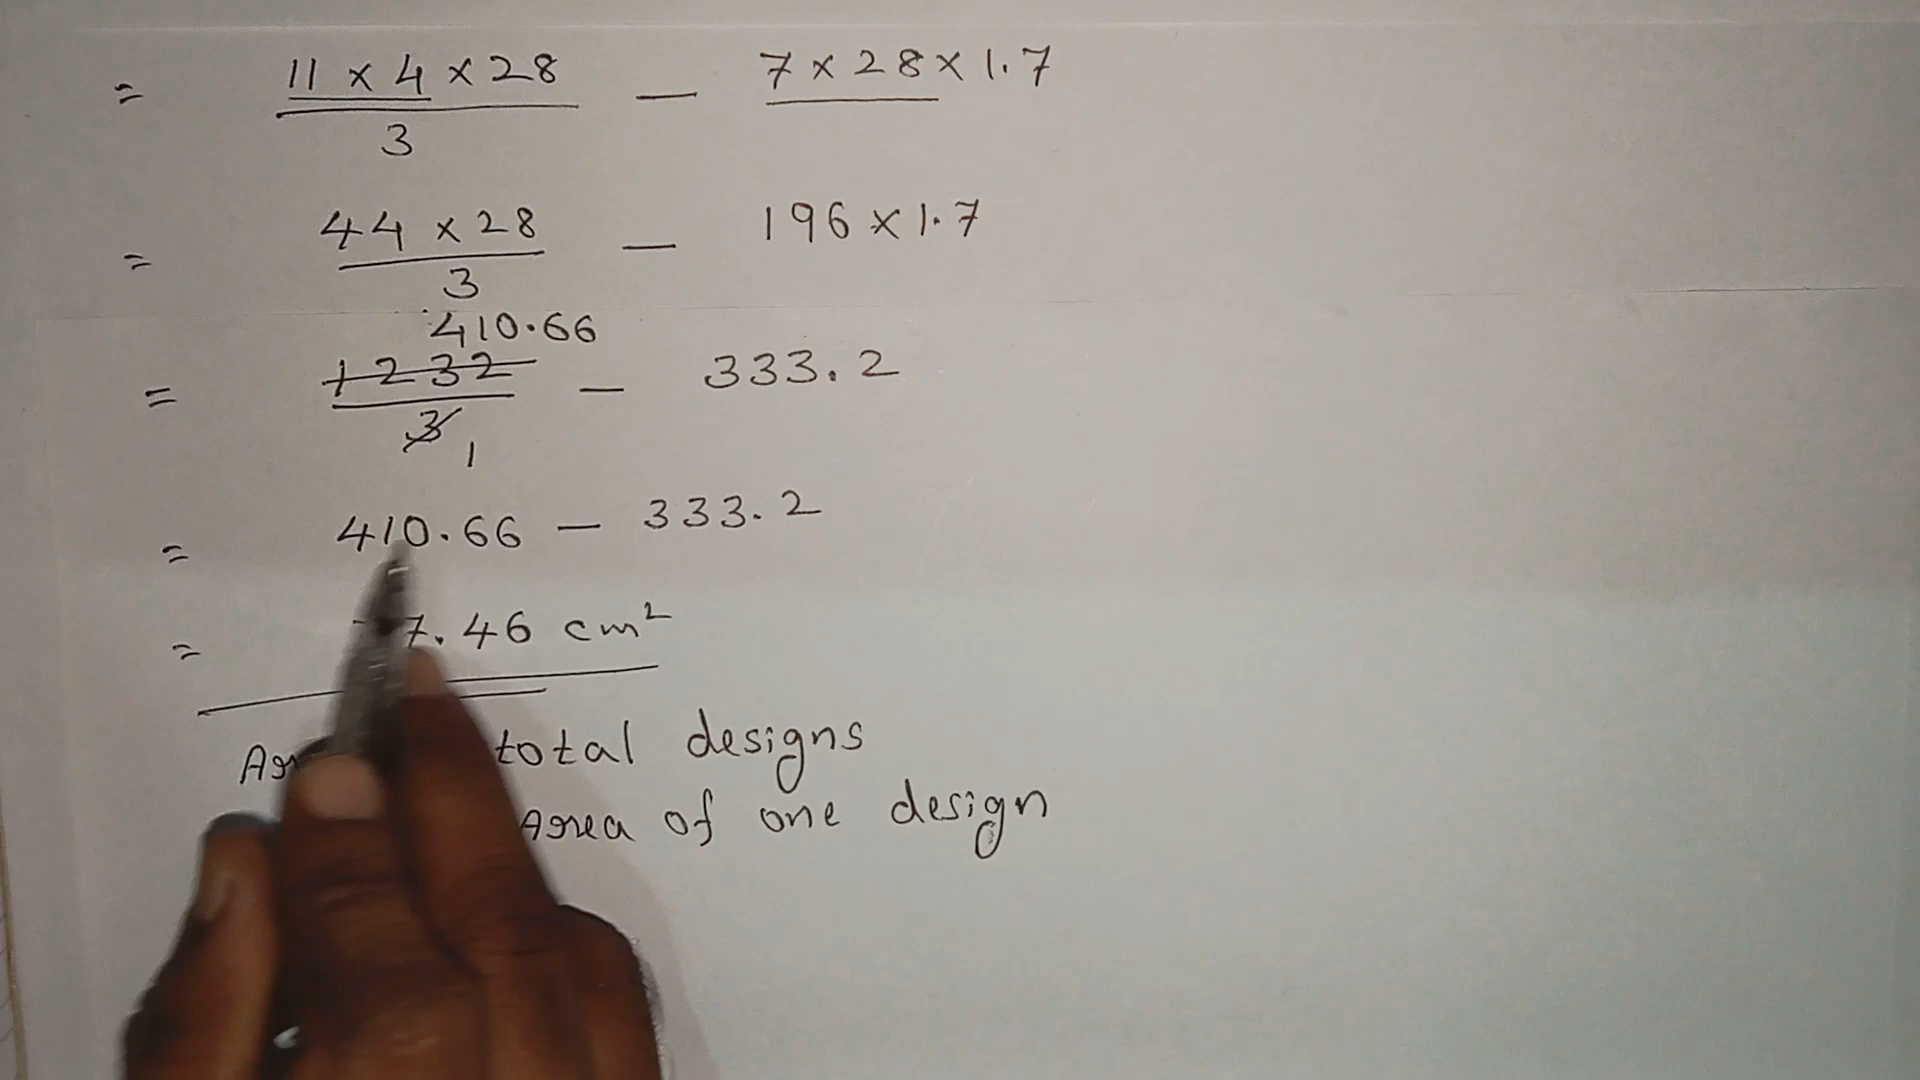 = 11 × 4 × 28 / 3 — 7 × 28 × 1.7
= 44 × 28 / 3 — 196 × 1.7
410.66
= 1232 / 3 — 333.2
1
= 410.66 — 333.2
= 7.46 cm²
total designs
Area of one design